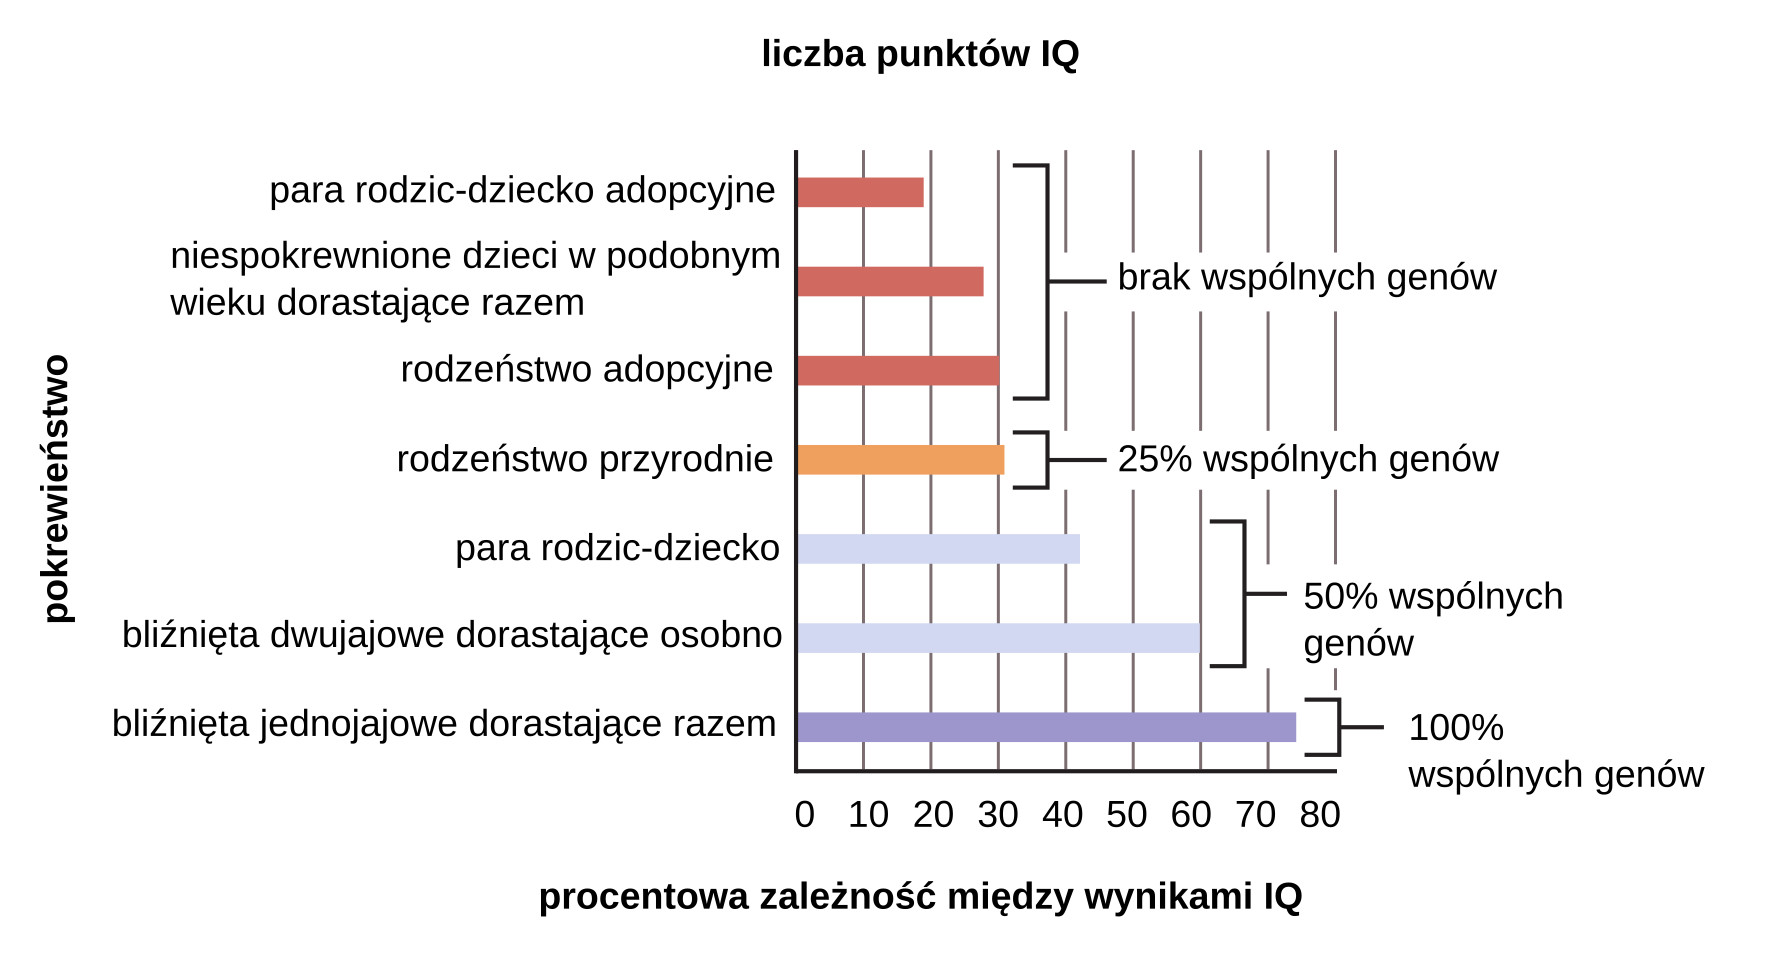 liczba punktów IQ
para rodzic-dziecko adopcyjne
niespokrewnione dzieci w podobnym
wieku dorastające razem
brak wspólnych genów
rodzeństwo adopcyjne
rodzeństwo przyrodnie
25% wspólnych genów
para rodzic-dziecko
50% wspólnych
genów
bliźnięta dwujajowe dorastające osobno
bliźnięta jednojajowe dorastające razem
100%
wspólnych genów
pokrewieństwo
0 10 20 30 40 50 60 70 80
procentowa zależność między wynikami IQ